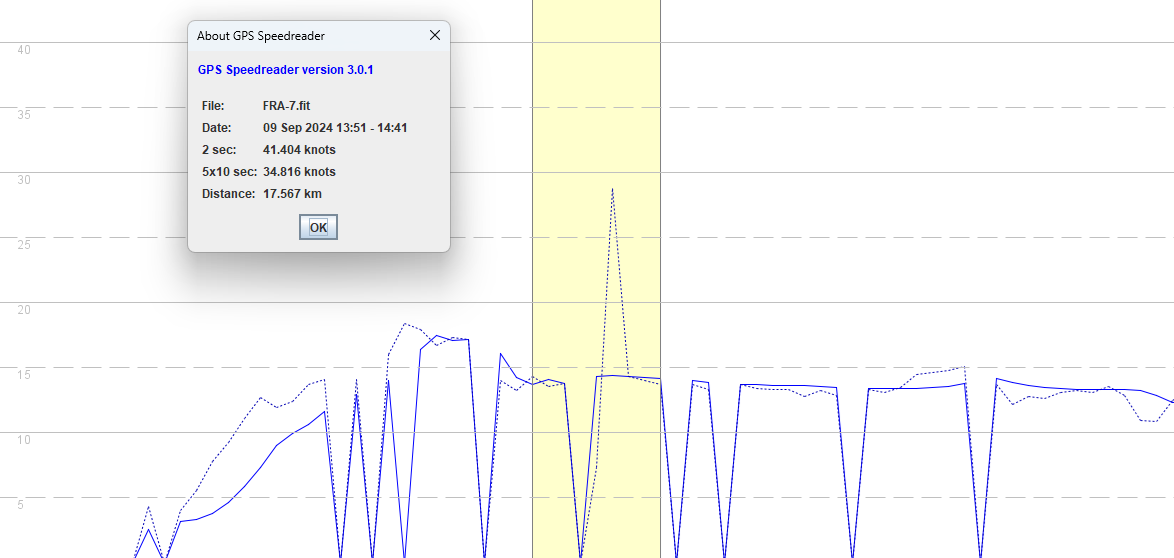 About GPS Speedreader
GPS Speedreader version 3.0.1
File: FRA-7.fit
Date: 09 Sep 2024 13:51 - 14:41
2 sec: 41.404 knots
5x10 sec: 34.816 knots
Distance: 17.567 km
OK
40
35
30
25
20
15
10
5